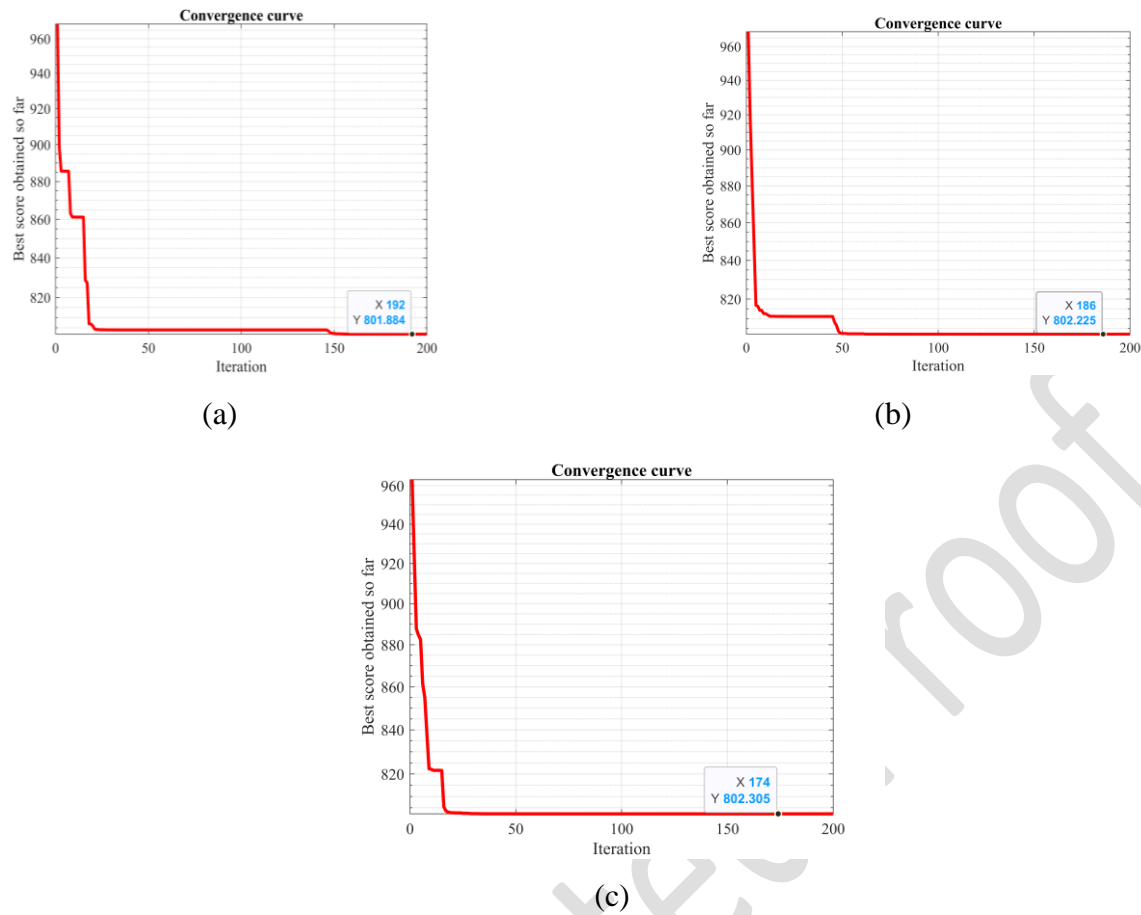 Convergence curve
Best score obtained so far
960
940
920
900
880
860
840
820
X 192
Y 801.884
0 50 100 150 200
Iteration
(a)
Convergence curve
Best score obtained so far
960
940
920
900
880
860
840
820
X 186
Y 802.225
0 50 100 150 200
Iteration
(b)
Convergence curve
Best score obtained so far
960
940
920
900
880
860
840
820
X 174
Y 802.305
0 50 100 150 200
Iteration
(c)
roof